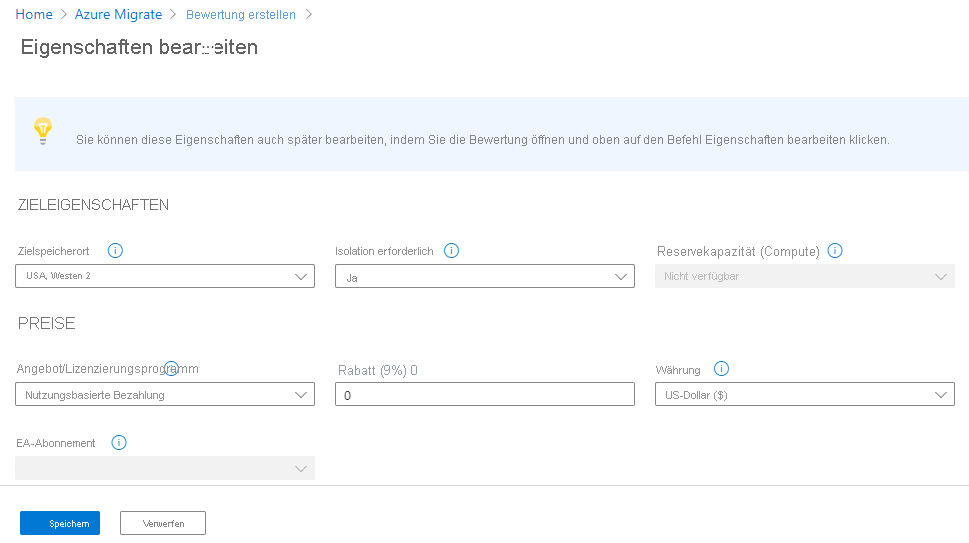 Home > Azure Migrate > Bewertung erstellen >
Eigenschaften bearbeiten
Sie können diese Eigenschaften auch später bearbeiten, indem Sie die Bewertung öffnen und oben auf den Befehl Eigenschaften bearbeiten klicken.
ZIELEIGENSCHAFTEN
Zielspeicherort Isolation erforderlich Reservekapazität (Compute)
USA, Westen 2 Ja Nicht verfügbar
PREISE
Angebot/Lizenzierungsprogramm Rabatt (9%) 0 Währung
Nutzungsbasierte Bezahlung 0 US-Dollar ($)
EA-Abonnement
Speichern Verwerfen